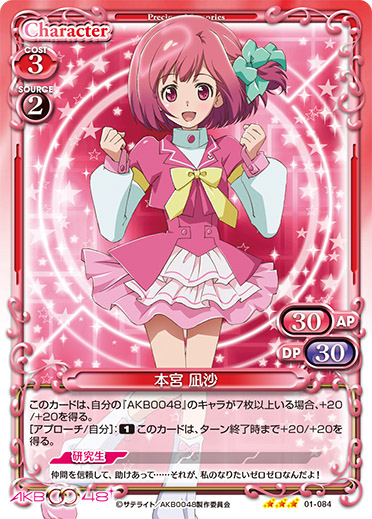 Precious Memories
Character
COST
3
SOURCE
2
30 AP
DP 30
本宮 凪沙
このカードは、自分の「AKB0048」のキャラが7枚以上いる場合、+20
/+20を得る。
[アプローチ/自分]:1 このカードは、ターン終了時まで+20/+20を
得る。
研究生
仲間を信頼して、助けあって……それが、私のなりたいゼロゼロなんだよ!
AKB0048
©サテライト/AKB0048製作委員会
01-084